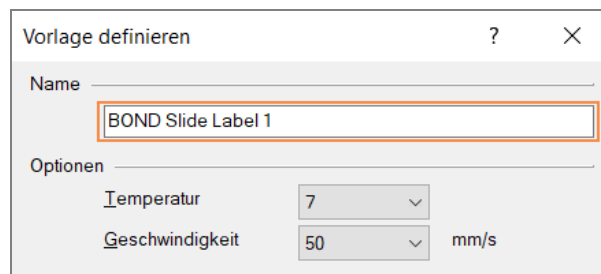 Vorlage definieren ?
Name
BOND Slide Label 1
Optionen
Temperatur 7
Geschwindigkeit 50 mm/s